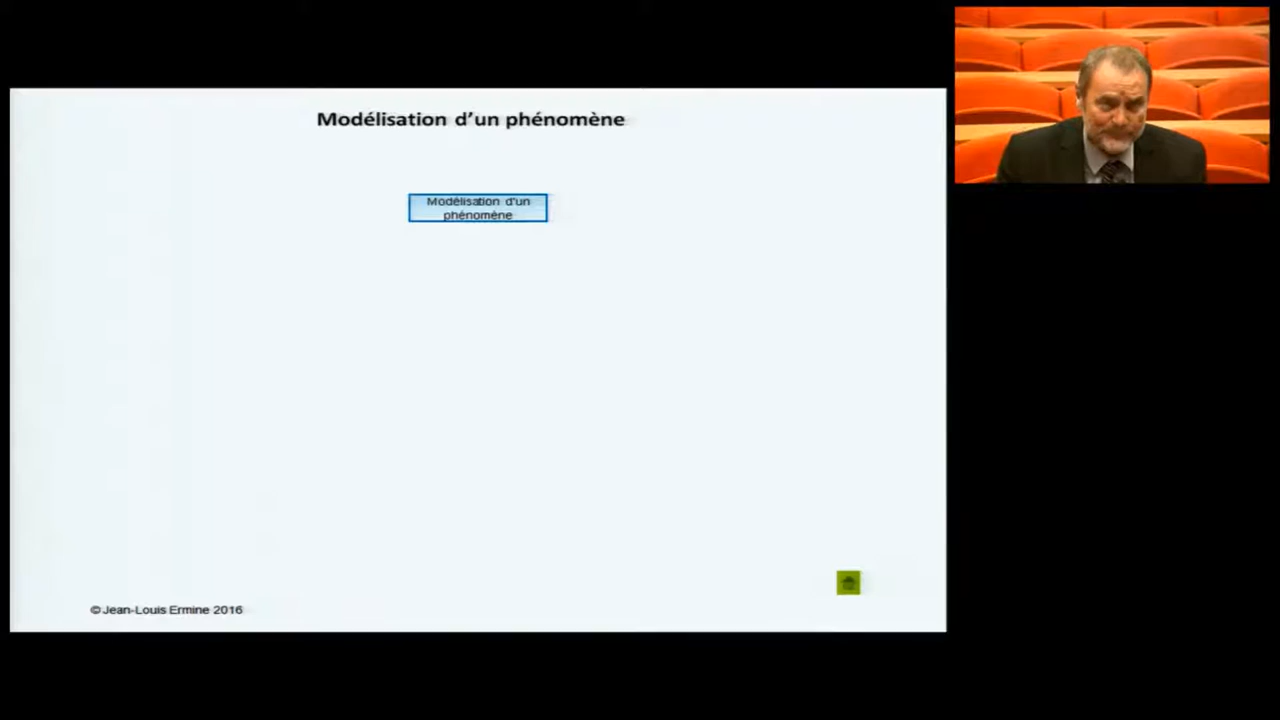 Modélisation d'un phénomène
Modélisation d'un
phénomène
© Jean-Louis Ermine 2016